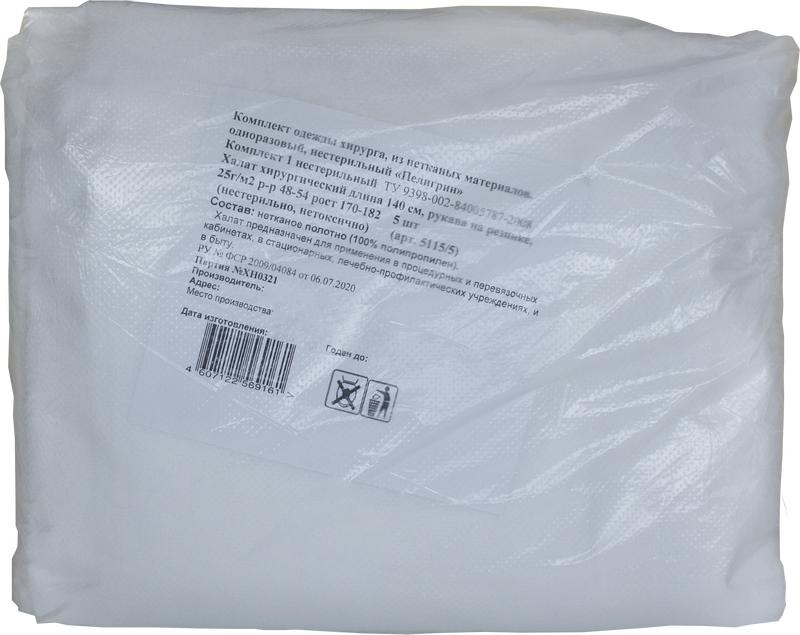 Комплект одежды хирурга, из нетканых материалов,
одноразовый, нестерильный «Пелигрин»
Комплект 1 нестерильный ТУ 9398-002-84005787-2008
Халат хирургический длина 140 см, рукава на резинке,
25г/м2 р-р 48-54 рост 170-182 5 шт
(нестерильно, нетоксично) (арт. 5115/5)
Состав: нетканое полотно (100% полипропилен).
Халат предназначен для применения в процедурных и перевязочных
кабинетах, в стационарных, лечебно-профилактических учреждениях, и
в быту.
РУ № ФСР 2009/04084 от 06.07.2020
Партия №ХН0321
Производитель:
Адрес:
Место производства:
Дата изготовления:
Годен до:
4 607122 569161 >